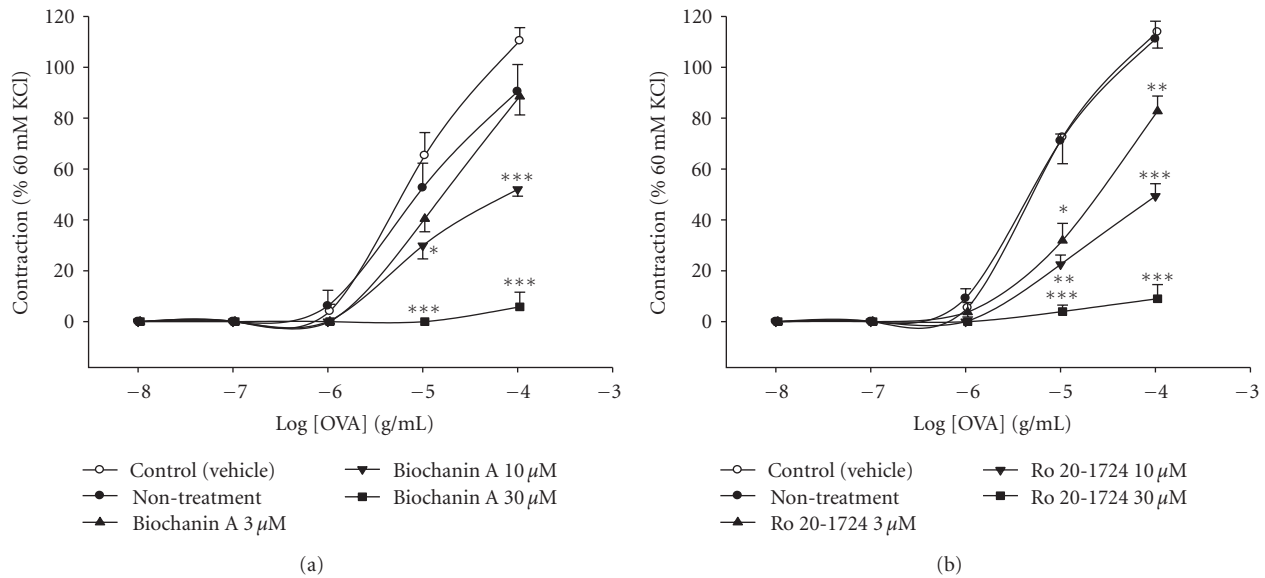 120
100
80
60
40
20
0
Contraction (% 60 mM KCl)
***
*
***
***
−8 −7 −6 −5 −4 −3
Log [OVA] (g/mL)
Control (vehicle)
Non-treatment
Biochanin A 3 μM
Biochanin A 10 μM
Biochanin A 30 μM
(a)
120
100
80
60
40
20
0
Contraction (% 60 mM KCl)
**
***
*
**
***
***
−8 −7 −6 −5 −4 −3
Log [OVA] (g/mL)
Control (vehicle)
Non-treatment
Ro 20-1724 3 μM
Ro 20-1724 10 μM
Ro 20-1724 30 μM
(b)